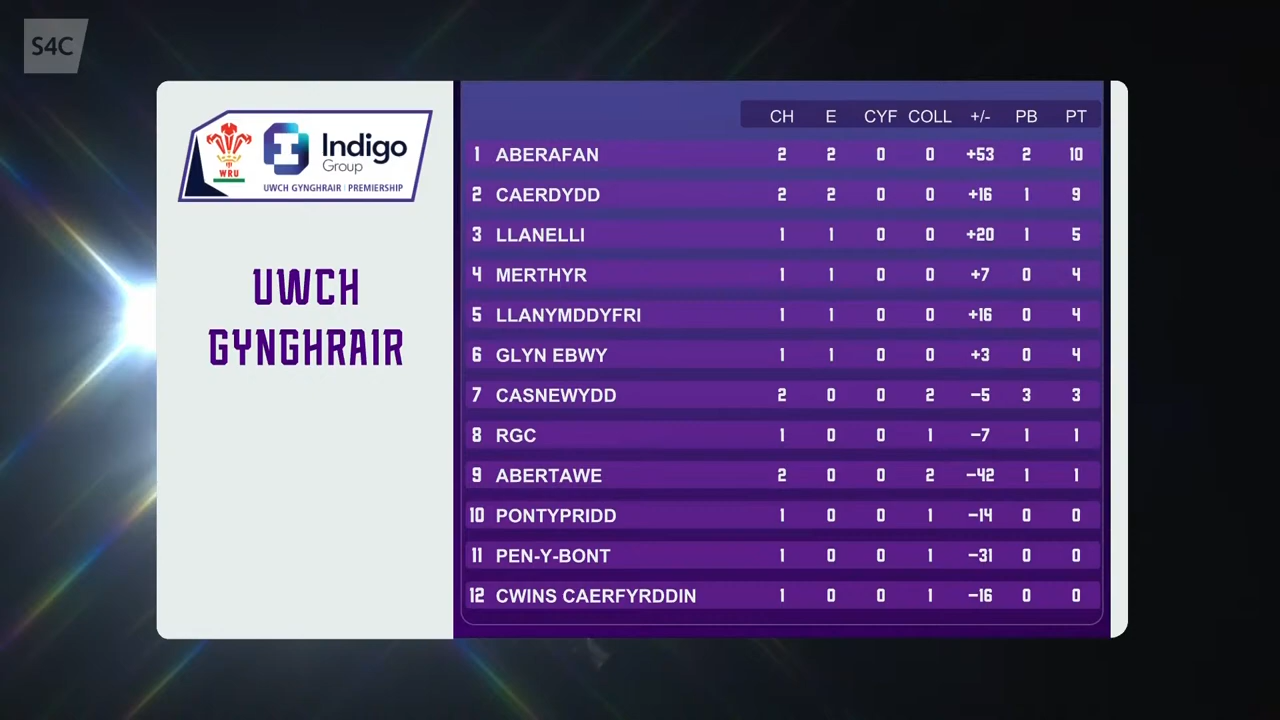 S4C
WRU
Indigo
Group
UWCH GYNGHRAIR | PREMIERSHIP
UWCH
GYNGHRAIR
CH E CYF COLL +/- PB PT
1 ABERAFAN 2 2 0 0 +53 2 10
2 CAERDYDD 2 2 0 0 +16 1 9
3 LLANELLI 1 1 0 0 +20 1 5
4 MERTHYR 1 1 0 0 +7 0 4
5 LLANYMDDYFRI 1 1 0 0 +16 0 4
6 GLYN EBWY 1 1 0 0 +3 0 4
7 CASNEWYDD 2 0 0 2 -5 3 3
8 RGC 1 0 0 1 -7 1 1
9 ABERTAWE 2 0 0 2 -42 1 1
10 PONTYPRIDD 1 0 0 1 -14 0 0
11 PEN-Y-BONT 1 0 0 1 -31 0 0
12 CWINS CAERFYRDDIN 1 0 0 1 -16 0 0